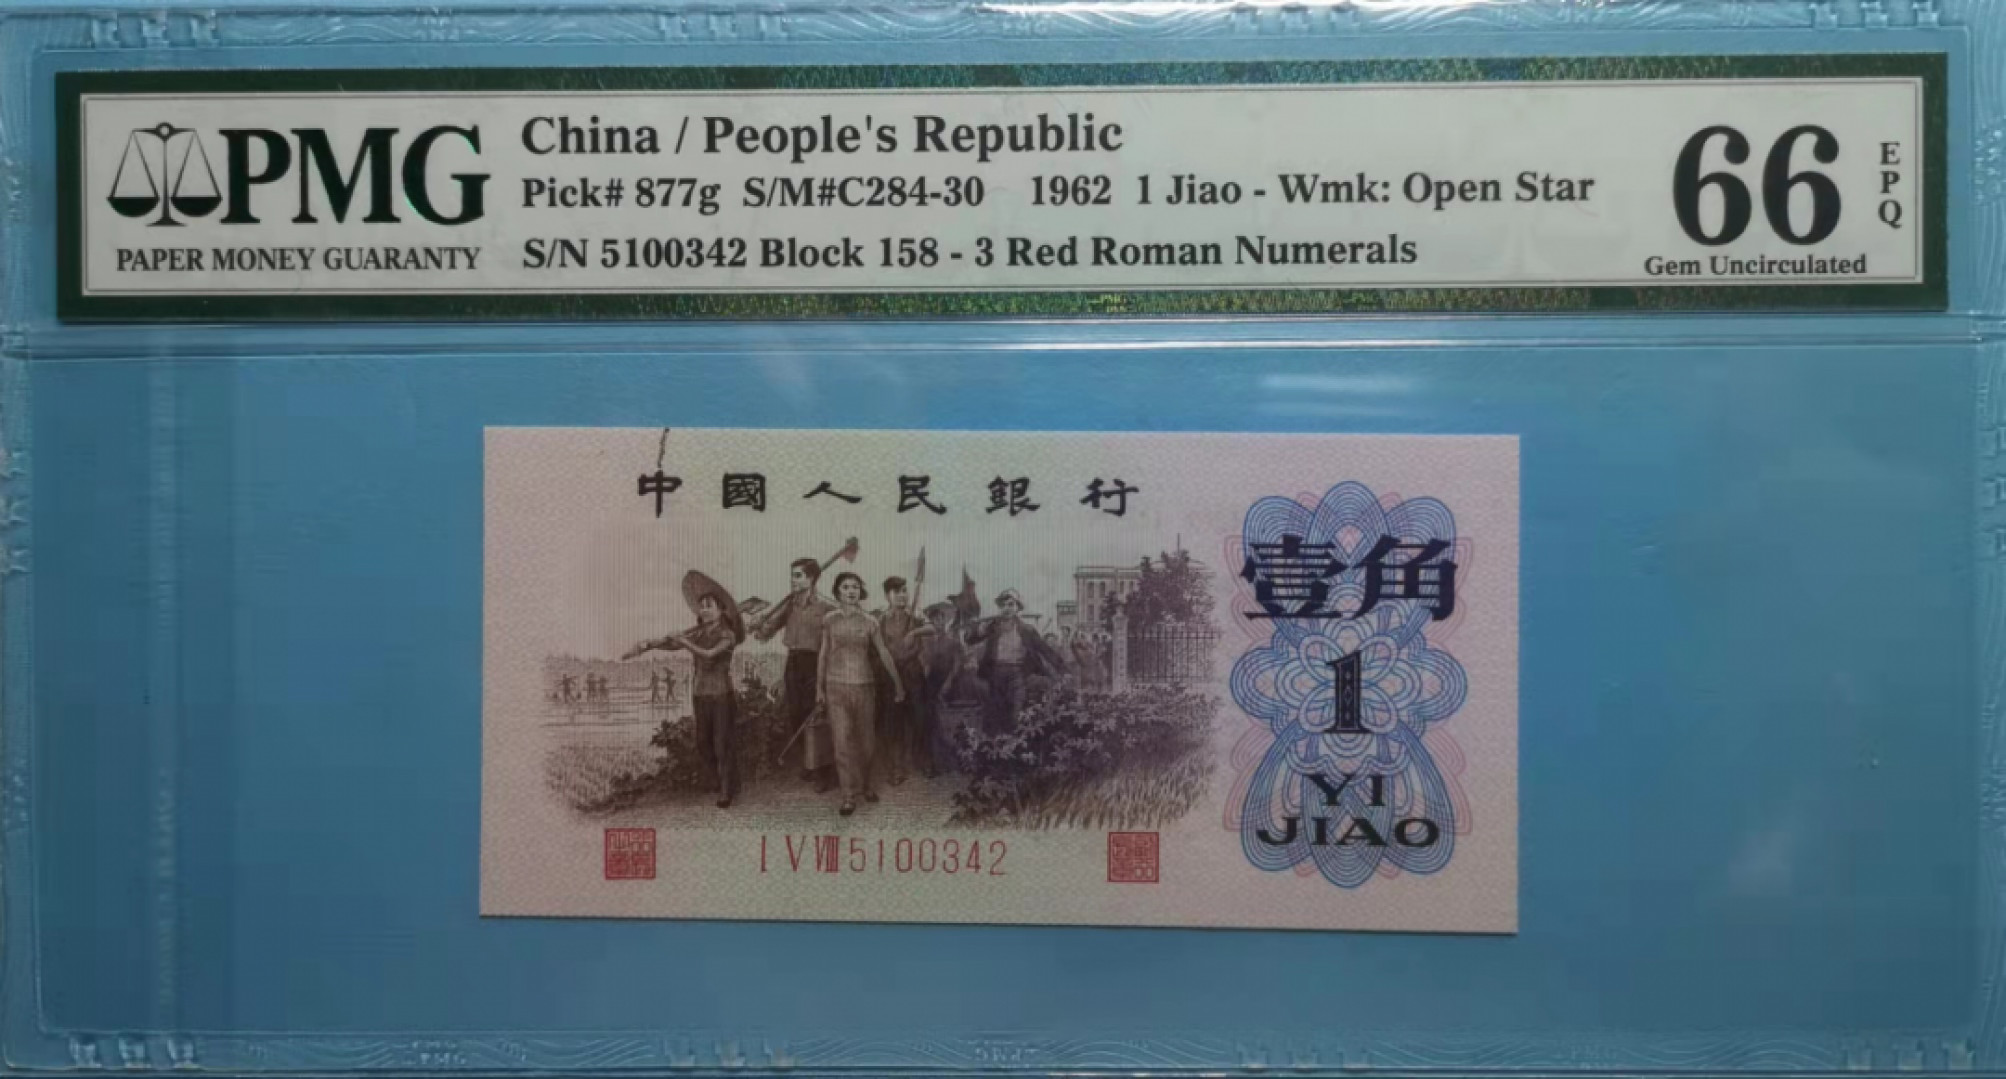 PMG
PAPER MONEY GUARANTY
China / People's Republic
Pick# 877g S/M#C284-30 1962 1 Jiao - Wmk: Open Star
S/N 5100342 Block 158 - 3 Red Roman Numerals
66
EPQ
Gem Uncirculated
中國人民銀行
壹角
1
YI
JIAO
I V VIII 5100342